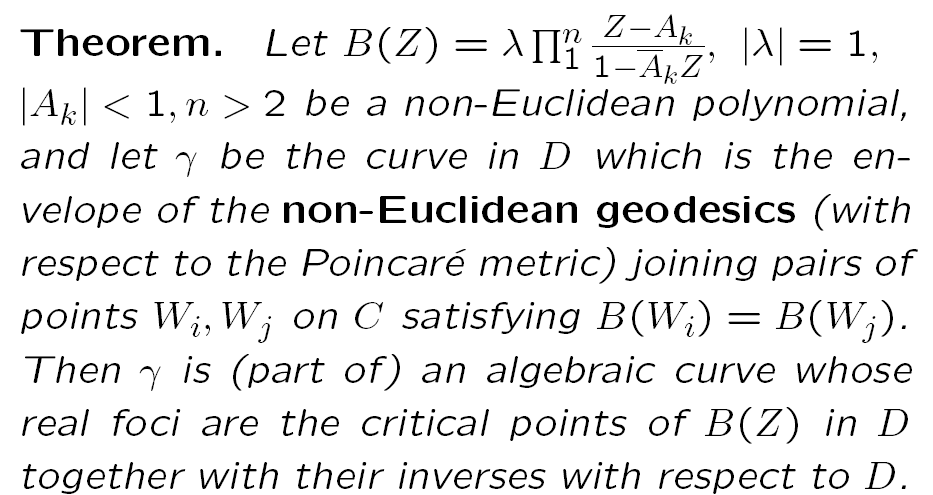 Theorem. Let $B(Z) = \lambda \prod_1^n \frac{Z-A_k}{1-\overline{A}_k Z}$, $|\lambda| = 1$,
$|A_k| < 1, n > 2$ be a non-Euclidean polynomial,
and let $\gamma$ be the curve in $D$ which is the en-
velope of the non-Euclidean geodesics (with
respect to the Poincaré metric) joining pairs of
points $W_i, W_j$ on $C$ satisfying $B(W_i) = B(W_j)$.
Then $\gamma$ is (part of) an algebraic curve whose
real foci are the critical points of $B(Z)$ in $D$
together with their inverses with respect to $D$.